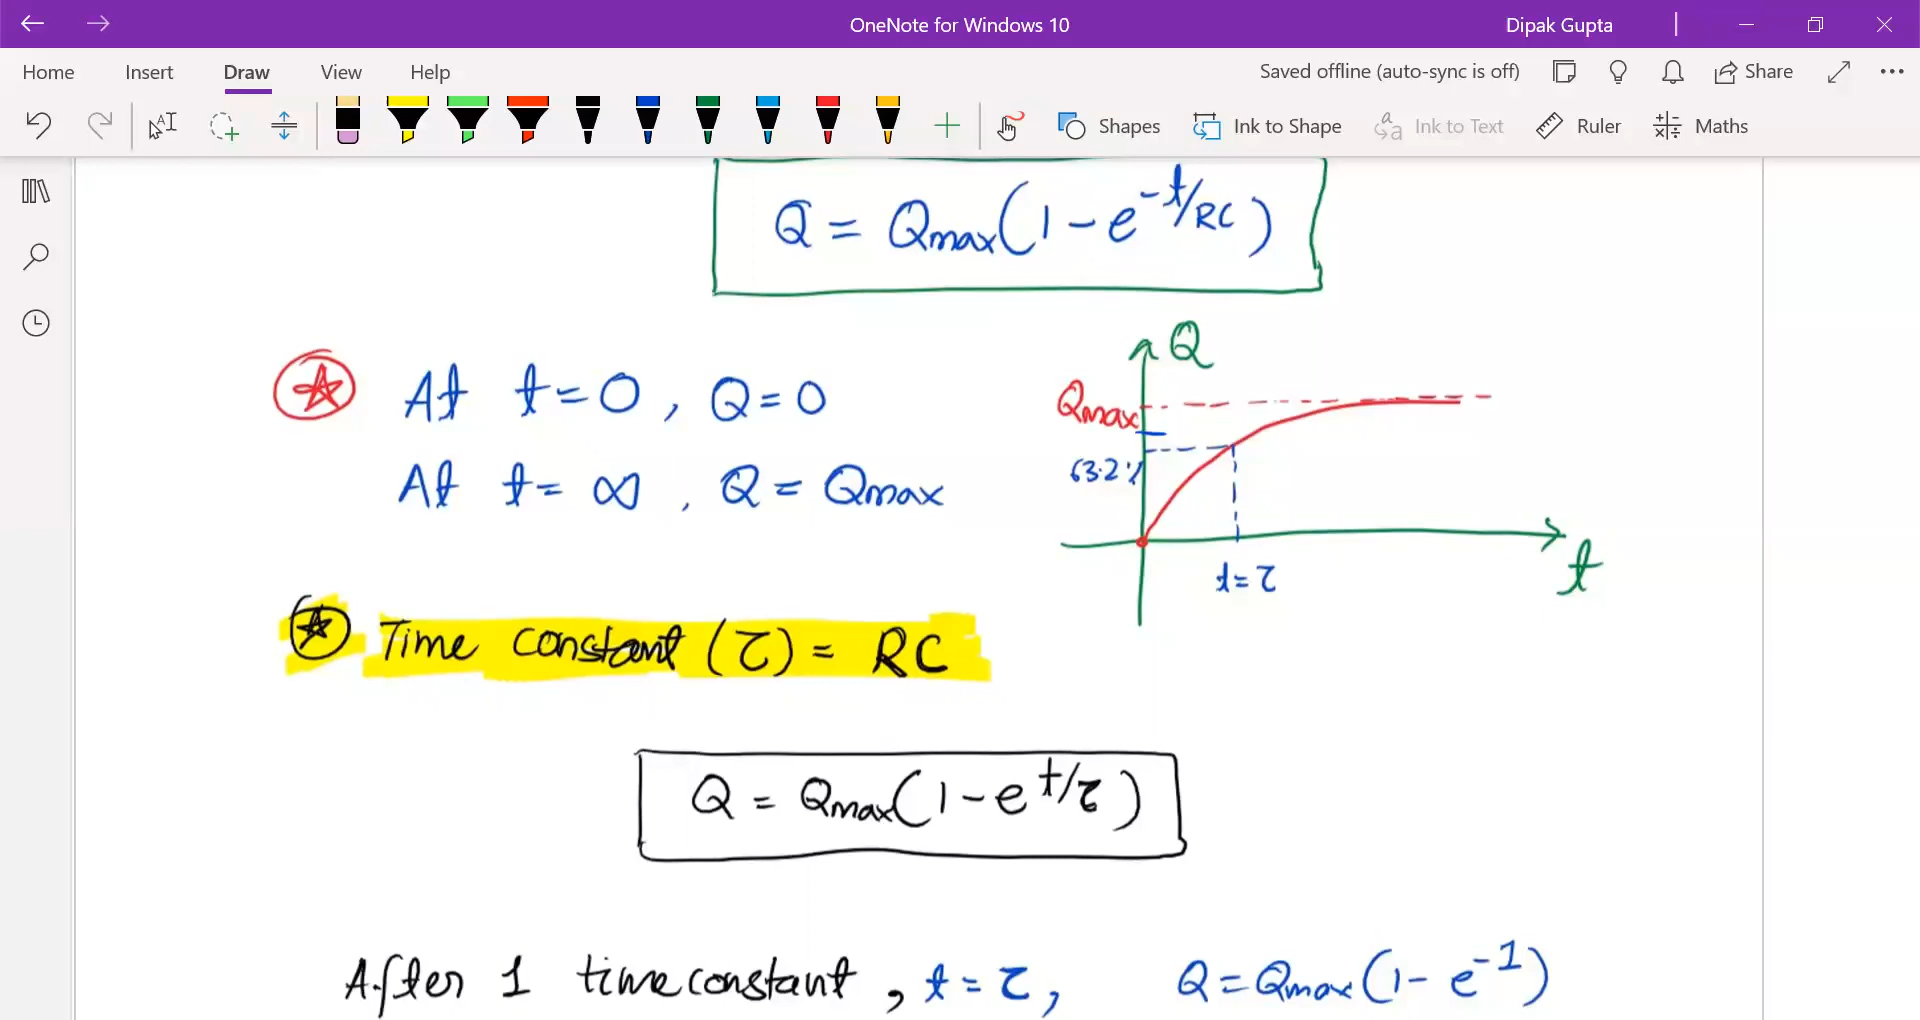 OneNote for Windows 10
Dipak Gupta
Home Insert Draw View Help
Saved offline (auto-sync is off)
Share
Shapes
Ink to Shape
Ink to Text
Ruler
Maths
Q = Qmax(1 - e^-t/RC)
At t=0, Q=0
At t=∞, Q = Qmax
Q
Qmax
63.2%
t=τ
t
Time constant (τ) = RC
Q = Qmax(1-e^t/τ)
After 1 time constant, t=τ, Q=Qmax(1-e^-1)